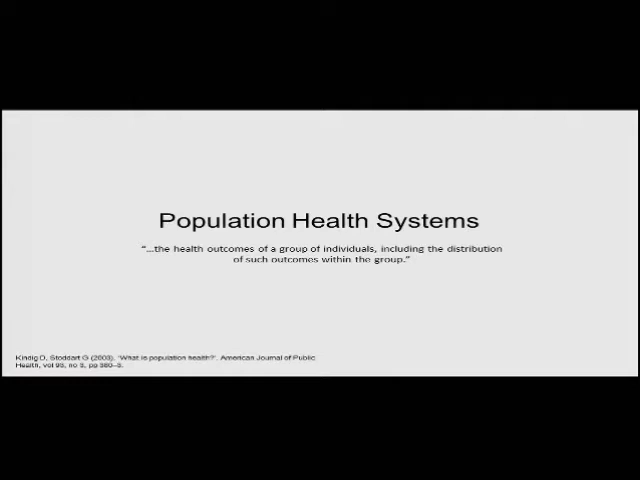 Population Health Systems
“...the health outcomes of a group of individuals, including the distribution
of such outcomes within the group.”
Kindig D, Stoddart G (2003). ‘What is population health?’. American Journal of Public
Health, vol 93, no 3, pp 380–3.